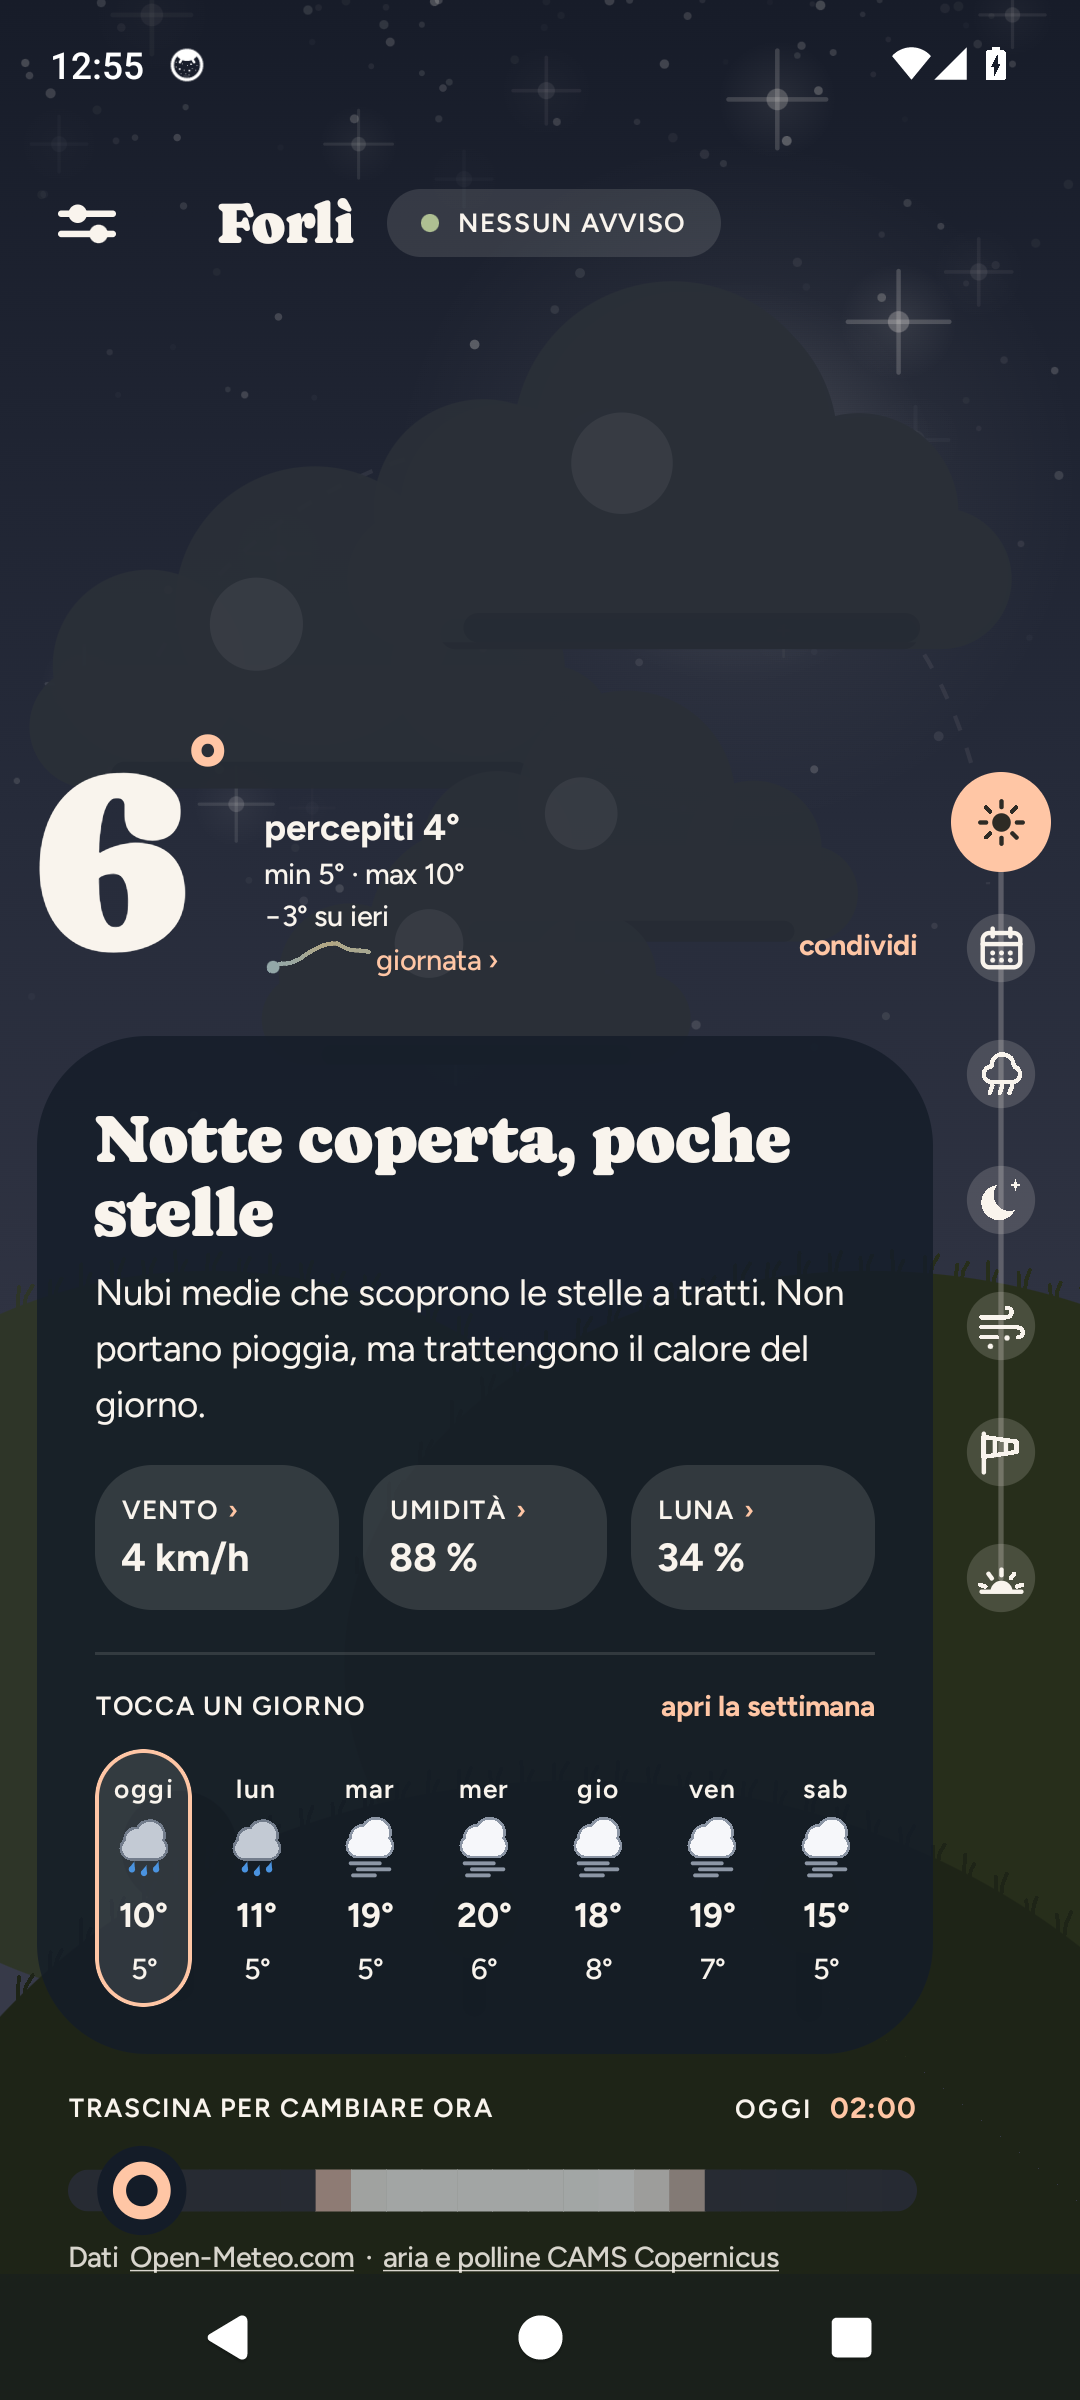 12:55
Forlì
NESSUN AVVISO
6°
percepiti 4°
min 5° · max 10°
−3° su ieri
giornata ›
condividi
Notte coperta, poche
stelle
Nubi medie che scoprono le stelle a tratti. Non
portano pioggia, ma trattengono il calore del
giorno.
VENTO › UMIDITÀ › LUNA ›
4 km/h 88 % 34 %
TOCCA UN GIORNO apri la settimana
oggi lun mar mer gio ven sab
10° 11° 19° 20° 18° 19° 15°
5° 5° 5° 6° 8° 7° 5°
TRASCINA PER CAMBIARE ORA OGGI 02:00
Dati Open-Meteo.com · aria e polline CAMS Copernicus